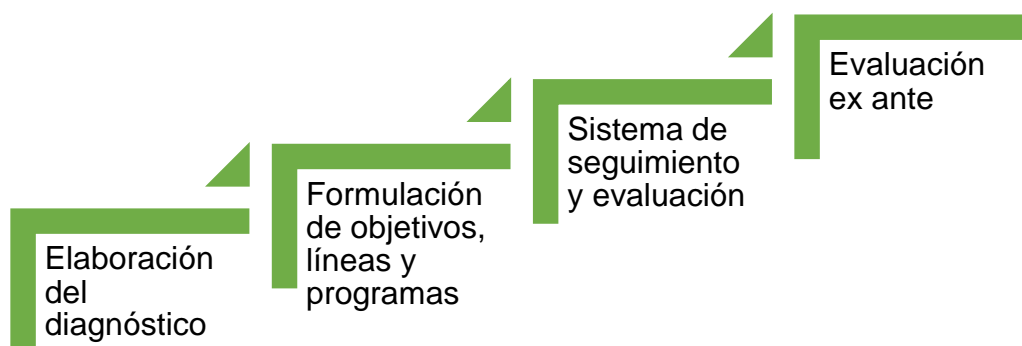 Elaboración
del
diagnóstico
Formulación
de objetivos,
líneas y
programas
Sistema de
seguimiento
y evaluación
Evaluación
ex ante